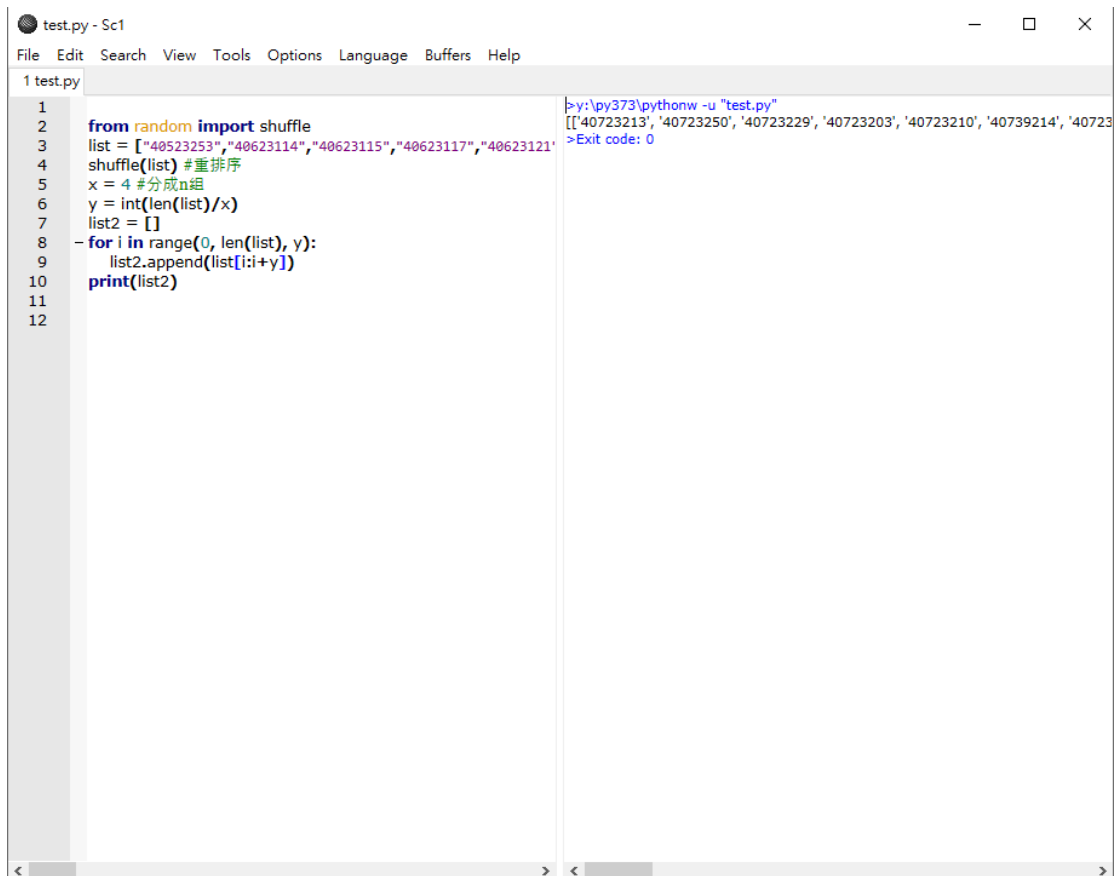 test.py - Sc1
File Edit Search View Tools Options Language Buffers Help
1 test.py
1
2 from random import shuffle
3 list = ["40523253","40623114","40623115","40623117","40623121"
4 shuffle(list) #重排序
5 x = 4 #分成n组
6 y = int(len(list)/x)
7 list2 = []
8 for i in range(0, len(list), y):
9 list2.append(list[i:i+y])
10 print(list2)
11
12
>y:\py373\pythonw -u "test.py"
[['40723213', '40723250', '40723229', '40723203', '40723210', '40739214', '40723
>Exit code: 0